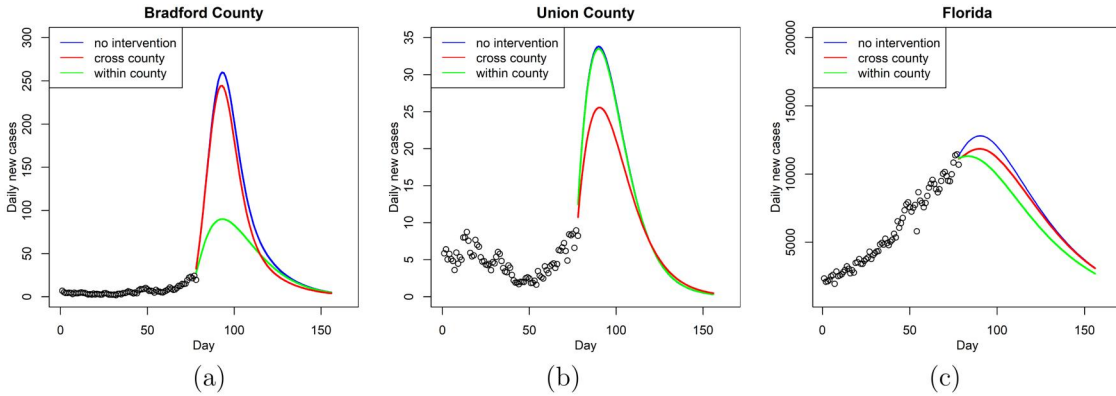 Bradford County
Daily new cases
300
250
200
150
100
50
0
no intervention
cross county
within county
0
50
100
150
Day
(a)
Union County
Daily new cases
35
30
25
20
15
10
5
0
no intervention
cross county
within county
0
50
100
150
Day
(b)
Florida
Daily new cases
20000
15000
10000
5000
no intervention
cross county
within county
0
50
100
150
Day
(c)